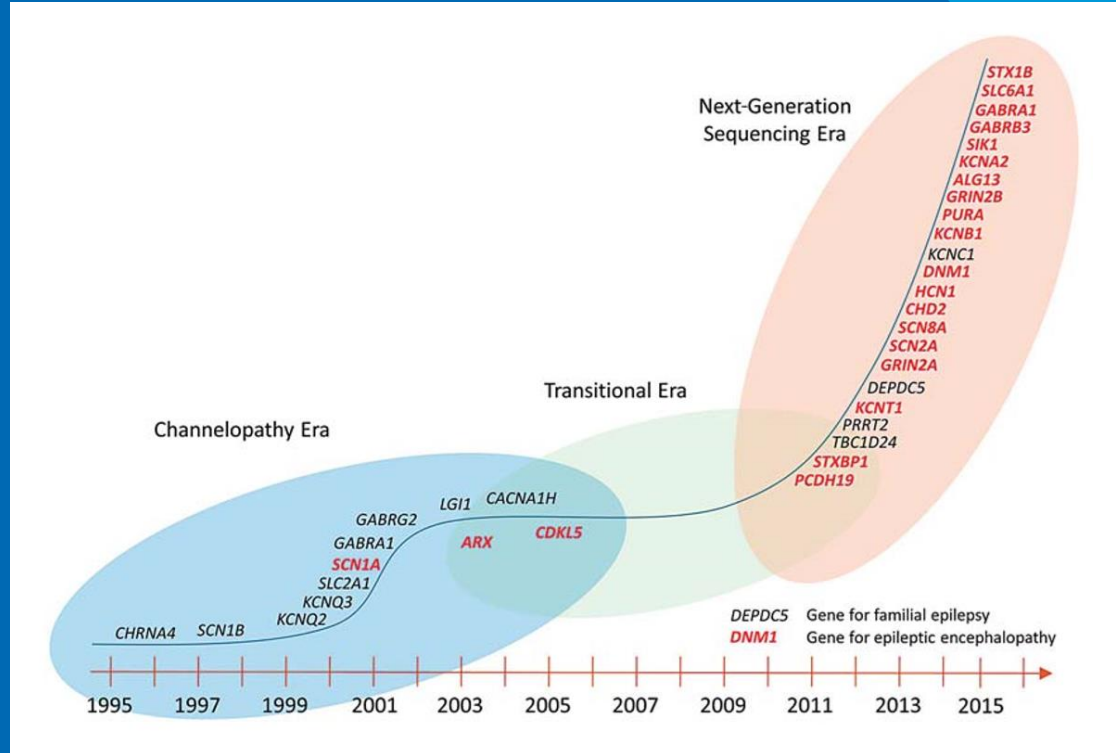 Next-Generation
Sequencing Era
STX1B
SLC6A1
GABRA1
GABRB3
SIK1
KCNA2
ALG13
GRIN2B
PURA
KCNB1
KCNC1
DNM1
HCN1
CHD2
SCN8A
SCN2A
GRIN2A
DEPDC5
KCNT1
PRRT2
TBC1D24
STXBP1
PCDH19
Transitional Era
Channelopathy Era
CACNA1H
LGI1
GABRG2
ARX
CDKL5
GABRA1
SCN1A
SLC2A1
KCNQ3
KCNQ2
SCN1B
CHRNA4
DEPDC5 Gene for familial epilepsy
DNM1 Gene for epileptic encephalopathy
1995 1997 1999 2001 2003 2005 2007 2009 2011 2013 2015